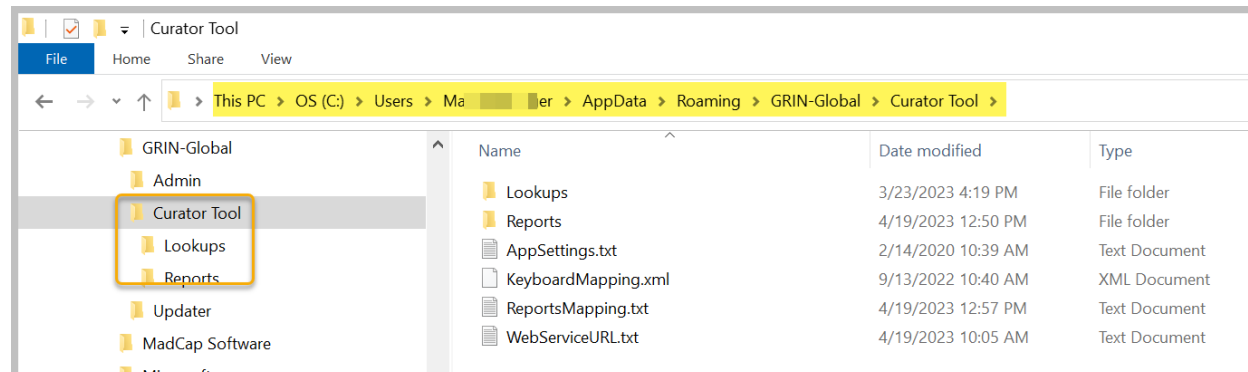 Curator Tool
File Home Share View
This PC > OS (C:) > Users > Ma er > AppData > Roaming > GRIN-Global > Curator Tool >
GRIN-Global
Admin
Curator Tool
Lookups
Reports
Updater
MadCap Software
Name Date modified Type
Lookups 3/23/2023 4:19 PM File folder
Reports 4/19/2023 12:50 PM File folder
AppSettings.txt 2/14/2020 10:39 AM Text Document
KeyboardMapping.xml 9/13/2022 10:40 AM XML Document
ReportsMapping.txt 4/19/2023 12:57 PM Text Document
WebServiceURL.txt 4/19/2023 10:05 AM Text Document